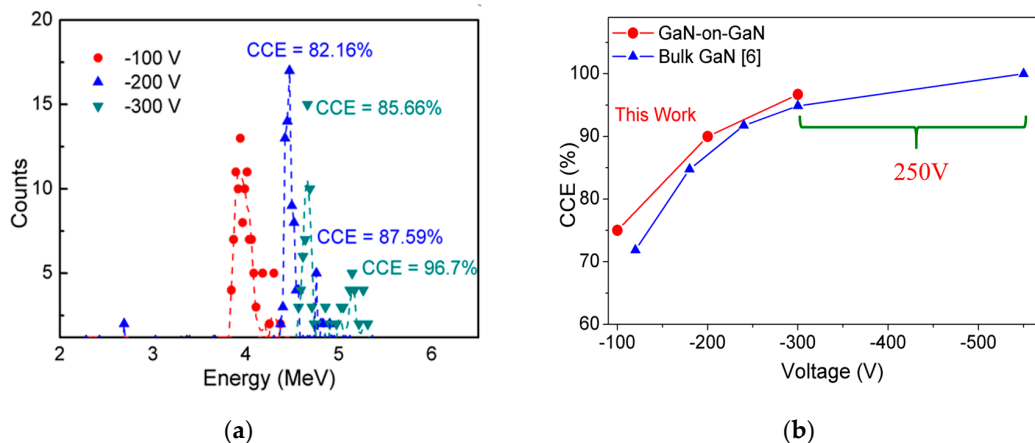 20
15
10
5
Counts
-100 V
-200 V
-300 V
CCE = 82.16%
CCE = 85.66%
CCE = 87.59%
CCE = 96.7%
2 3 4 5 6
Energy (MeV)
(a)
GaN-on-GaN
Bulk GaN [6]
This Work
250V
100
90
80
70
60
CCE (%)
-100 -200 -300 -400 -500
Voltage (V)
(b)